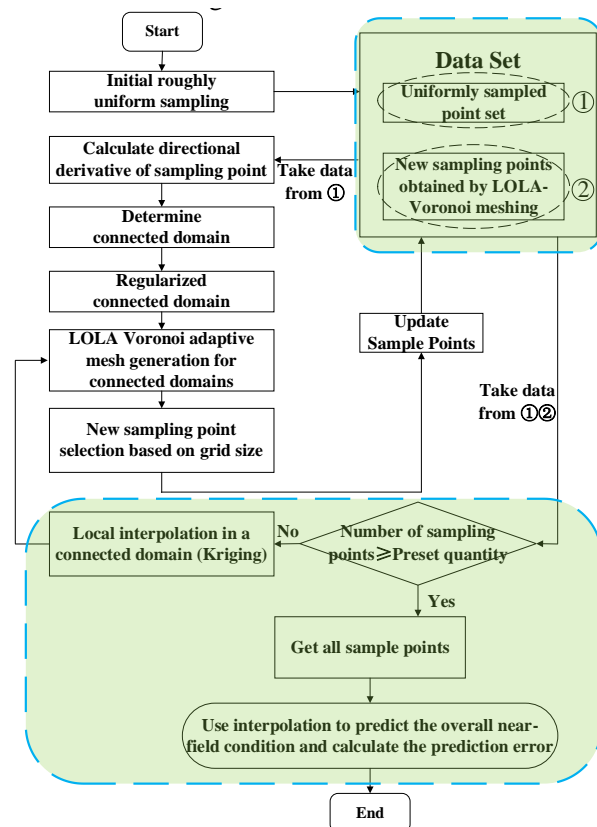 Start
Initial roughly
uniform sampling
Data Set
Uniformly sampled
point set
①
New sampling points
obtained by LOLA-
Voronoi meshing
②
Calculate directional
derivative of sampling point
Take data
from ①
Determine
connected domain
Regularized
connected domain
LOLA Voronoi adaptive
mesh generation for
connected domains
New sampling point
selection based on grid size
Update
Sample Points
Take data
from ①②
Local interpolation in a
connected domain (Kriging)
No
Number of sampling
points⩾Preset quantity
Yes
Get all sample points
Use interpolation to predict the overall near-
field condition and calculate the prediction error
End